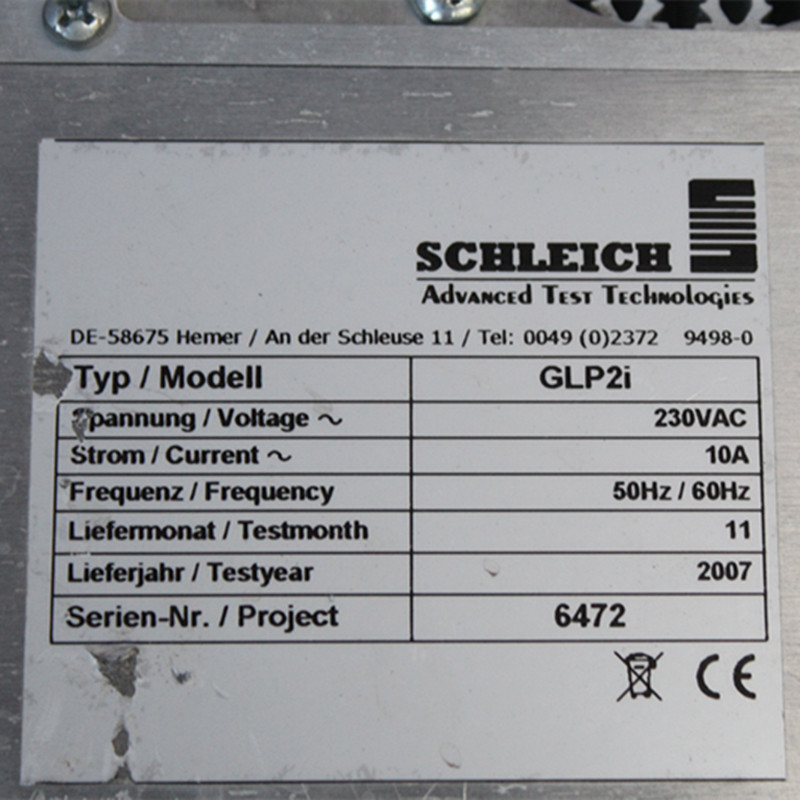 SCHLEICH
Advanced Test Technologies
DE-58675 Hemer / An der Schleuse 11 / Tel: 0049 (0)2372 9498-0
Typ / Modell GLP2i
Spannung / Voltage ~ 230VAC
Strom / Current ~ 10A
Frequenz / Frequency 50Hz / 60Hz
Liefermonat / Testmonth 11
Lieferjahr / Testyear 2007
Serien-Nr. / Project 6472
CE